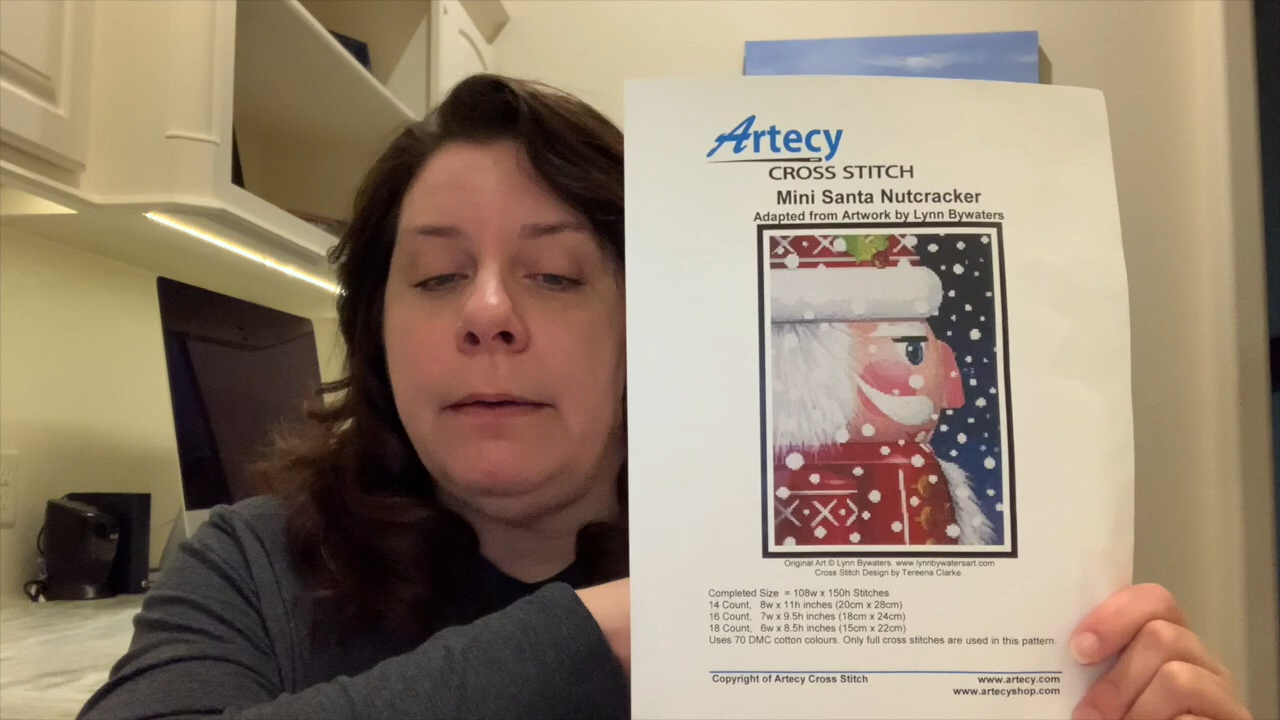 Artecy
CROSS STITCH
Mini Santa Nutcracker
Adapted from Artwork by Lynn Bywaters
Original Art © Lynn Bywaters. www.lynnbywatersart.com
Cross Stitch Design by Tereena Clarke
Completed Size = 108w x 150h Stitches
14 Count, 8w x 11h inches (20cm x 28cm)
16 Count, 7w x 9.5h inches (18cm x 24cm)
18 Count, 6w x 8.5h inches (15cm x 22cm)
Uses 70 DMC cotton colours. Only full cross stitches are used in this pattern.
Copyright of Artecy Cross Stitch
www.artecy.com
www.artecyshop.com